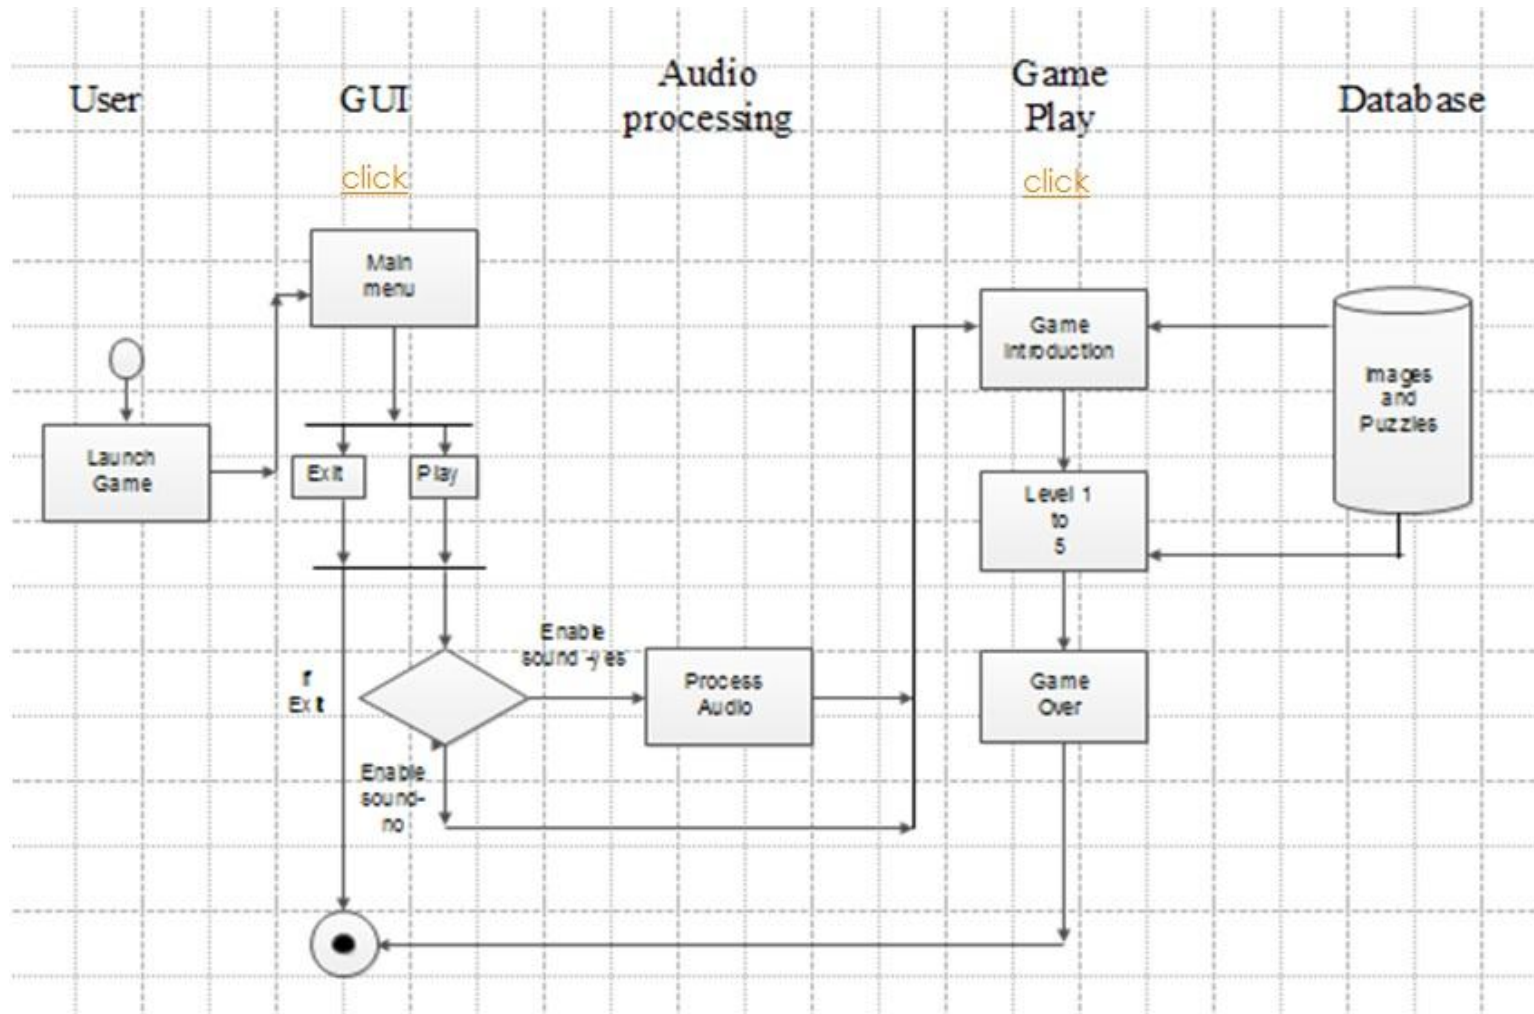 User
GUI
Audio
processing
Game
Play
Database
click
click
Main
menu
Game
Introduction
Images
and
Puzzles
Launch
Game
Exit
Play
Level 1
to
5
Enable
sound -yes
If
Exit
Process
Audio
Game
Over
Enable
sound-
no